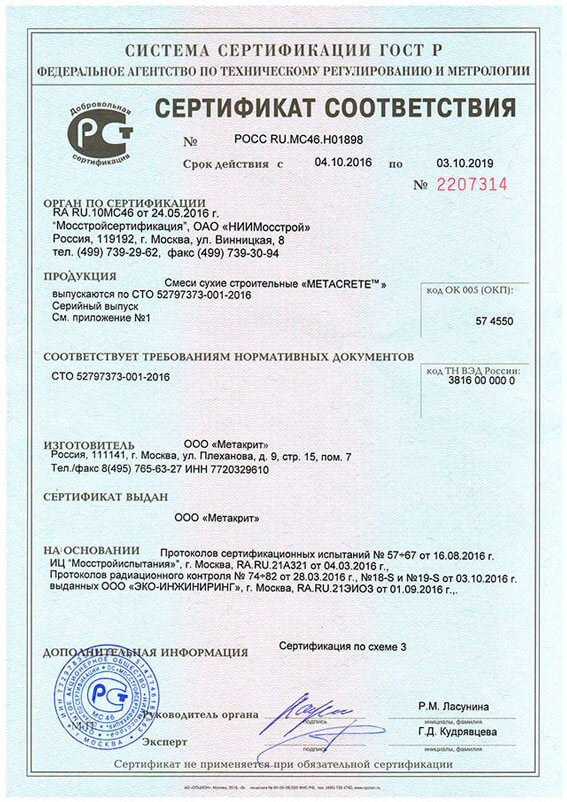 СИСТЕМА СЕРТИФИКАЦИИ ГОСТ Р
ФЕДЕРАЛЬНОЕ АГЕНТСТВО ПО ТЕХНИЧЕСКОМУ РЕГУЛИРОВАНИЮ И МЕТРОЛОГИИ
Добровольная
РСТ
сертификация
СЕРТИФИКАТ СООТВЕТСТВИЯ
№ РОСС RU.МС46.Н01898
Срок действия с 04.10.2016 по 03.10.2019
№ 2207314
ОРГАН ПО СЕРТИФИКАЦИИ
RA RU.10МС46 от 24.05.2016 г.
"Мосстройсертификация", ОАО «НИИМосстрой»
Россия, 119192, г. Москва, ул. Винницкая, 8
тел. (499) 739-29-62, факс (499) 739-30-94
ПРОДУКЦИЯ Смеси сухие строительные «METACRETE™»
выпускаются по СТО 52797373-001-2016
Серийный выпуск
См. приложение №1
код ОК 005 (ОКП):
57 4550
СООТВЕТСТВУЕТ ТРЕБОВАНИЯМ НОРМАТИВНЫХ ДОКУМЕНТОВ
СТО 52797373-001-2016
код ТН ВЭД России:
3816 00 000 0
ИЗГОТОВИТЕЛЬ ООО «Метакрит»
Россия, 111141, г. Москва, ул. Плеханова, д. 9, стр. 15, пом. 7
Тел./факс 8(495) 765-63-27 ИНН 7720329610
СЕРТИФИКАТ ВЫДАН
ООО «Метакрит»
НА ОСНОВАНИИ Протоколов сертификационных испытаний № 57÷67 от 16.08.2016 г.
ИЦ "Мосстройиспытания", г. Москва, RA.RU.21АЗ21 от 04.03.2016 г.,
Протоколов радиационного контроля № 74÷82 от 28.03.2016 г., №18-S и №19-S от 03.10.2016 г.
выданных ООО «ЭКО-ИНЖИНИРИНГ», г. Москва, RA.RU.21ЭИОЗ от 01.09.2016 г.,.
ДОПОЛНИТЕЛЬНАЯ ИНФОРМАЦИЯ Сертификация по схеме 3
РСТ
МС 46
МОСКВА
М.П.
Руководитель органа
подпись
Р.М. Ласунина
инициалы, фамилия
Эксперт
подпись
Г.Д. Кудрявцева
инициалы, фамилия
Сертификат не применяется при обязательной сертификации